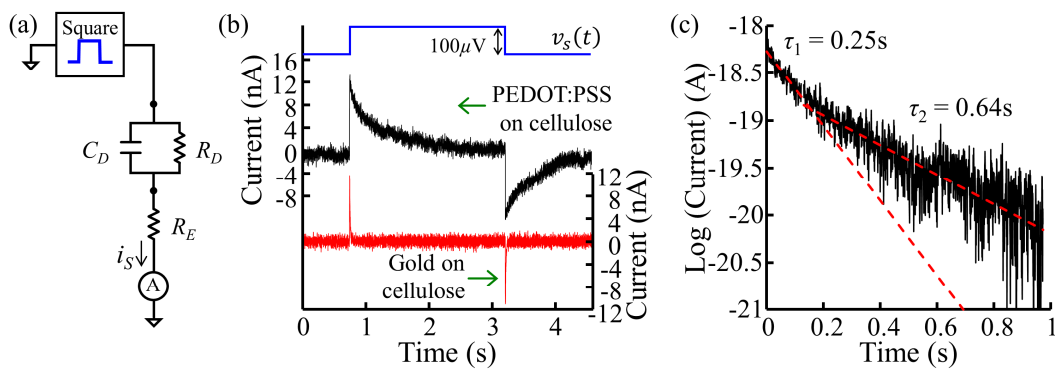 (a)
Square
C_D
R_D
R_E
i_S
A
(b)
v_s(t)
100μV
PEDOT:PSS
on cellulose
Gold on
cellulose
Current (nA)
16
12
8
4
0
-4
-8
12
8
4
0
-4
-8
-12
Current (nA)
0
1
2
3
4
Time (s)
(c)
τ₁ = 0.25s
τ₂ = 0.64s
Log (Current) (A)
-18
-18.5
-19
-19.5
-20
-20.5
-21
0
0.2
0.4
0.6
0.8
1
Time (s)